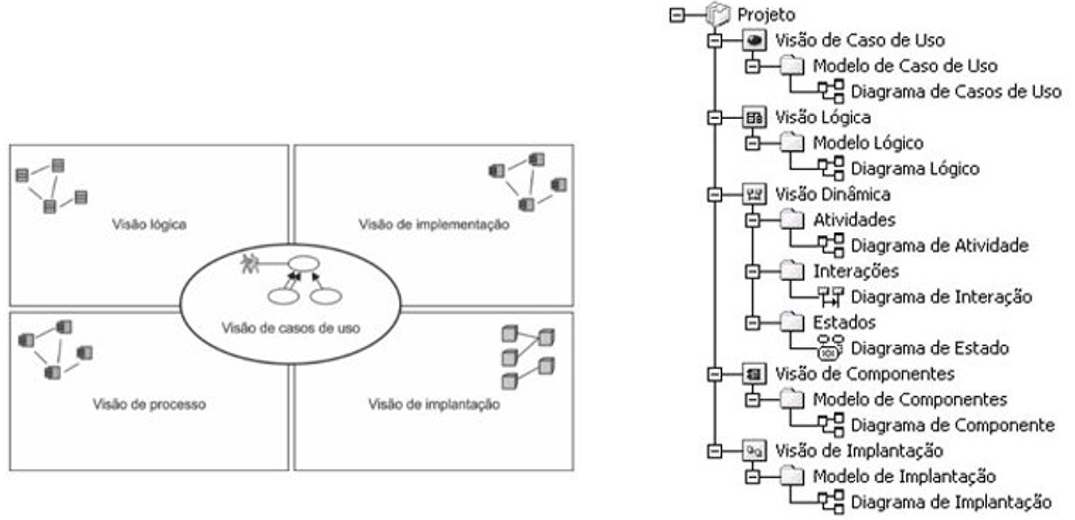 Visão lógica
Visão de implementação
Visão de casos de uso
Visão de processo
Visão de implantação
Projeto
Visão de Caso de Uso
Modelo de Caso de Uso
Diagrama de Casos de Uso
Visão Lógica
Modelo Lógico
Diagrama Lógico
Visão Dinâmica
Atividades
Diagrama de Atividade
Interações
Diagrama de Interação
Estados
Diagrama de Estado
Visão de Componentes
Modelo de Componentes
Diagrama de Componente
Visão de Implantação
Modelo de Implantação
Diagrama de Implantação